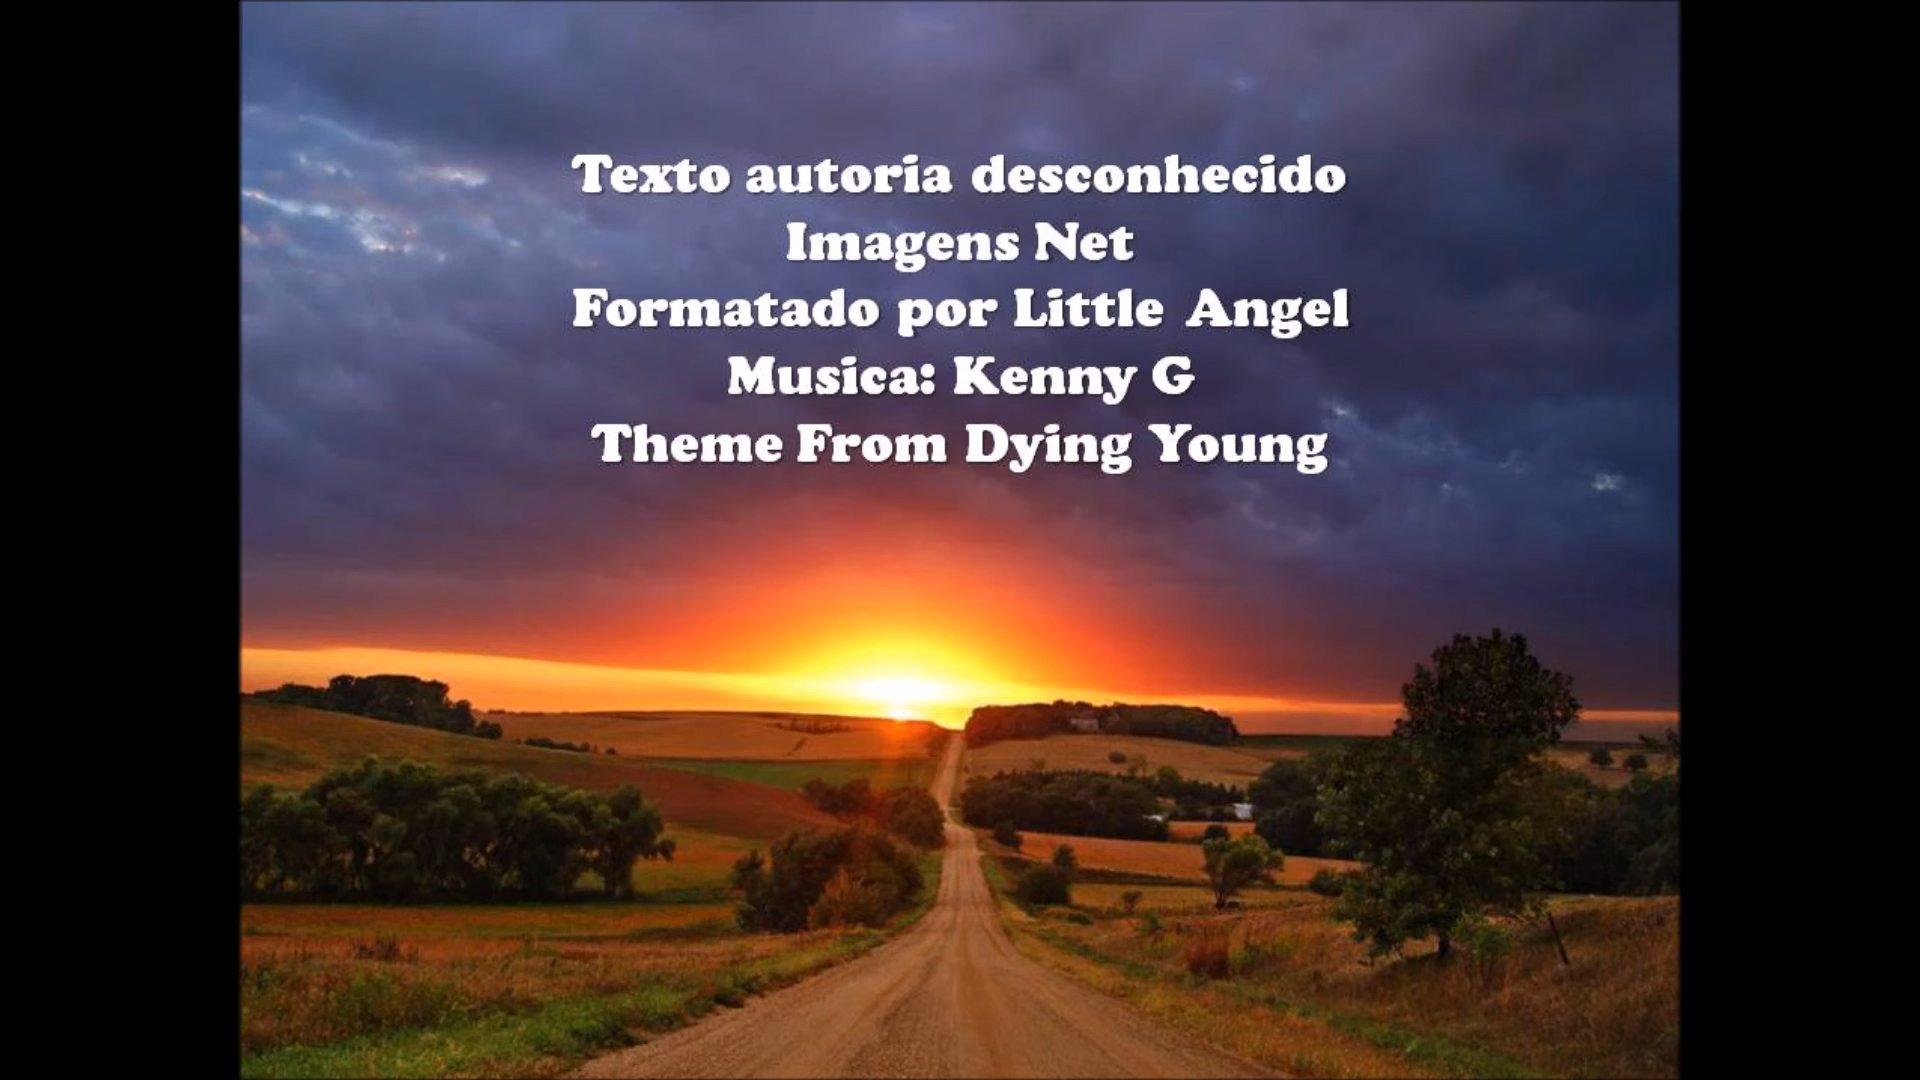 Texto autoria desconhecido
Imagens Net
Formatado por Little Angel
Musica: Kenny G
Theme From Dying Young